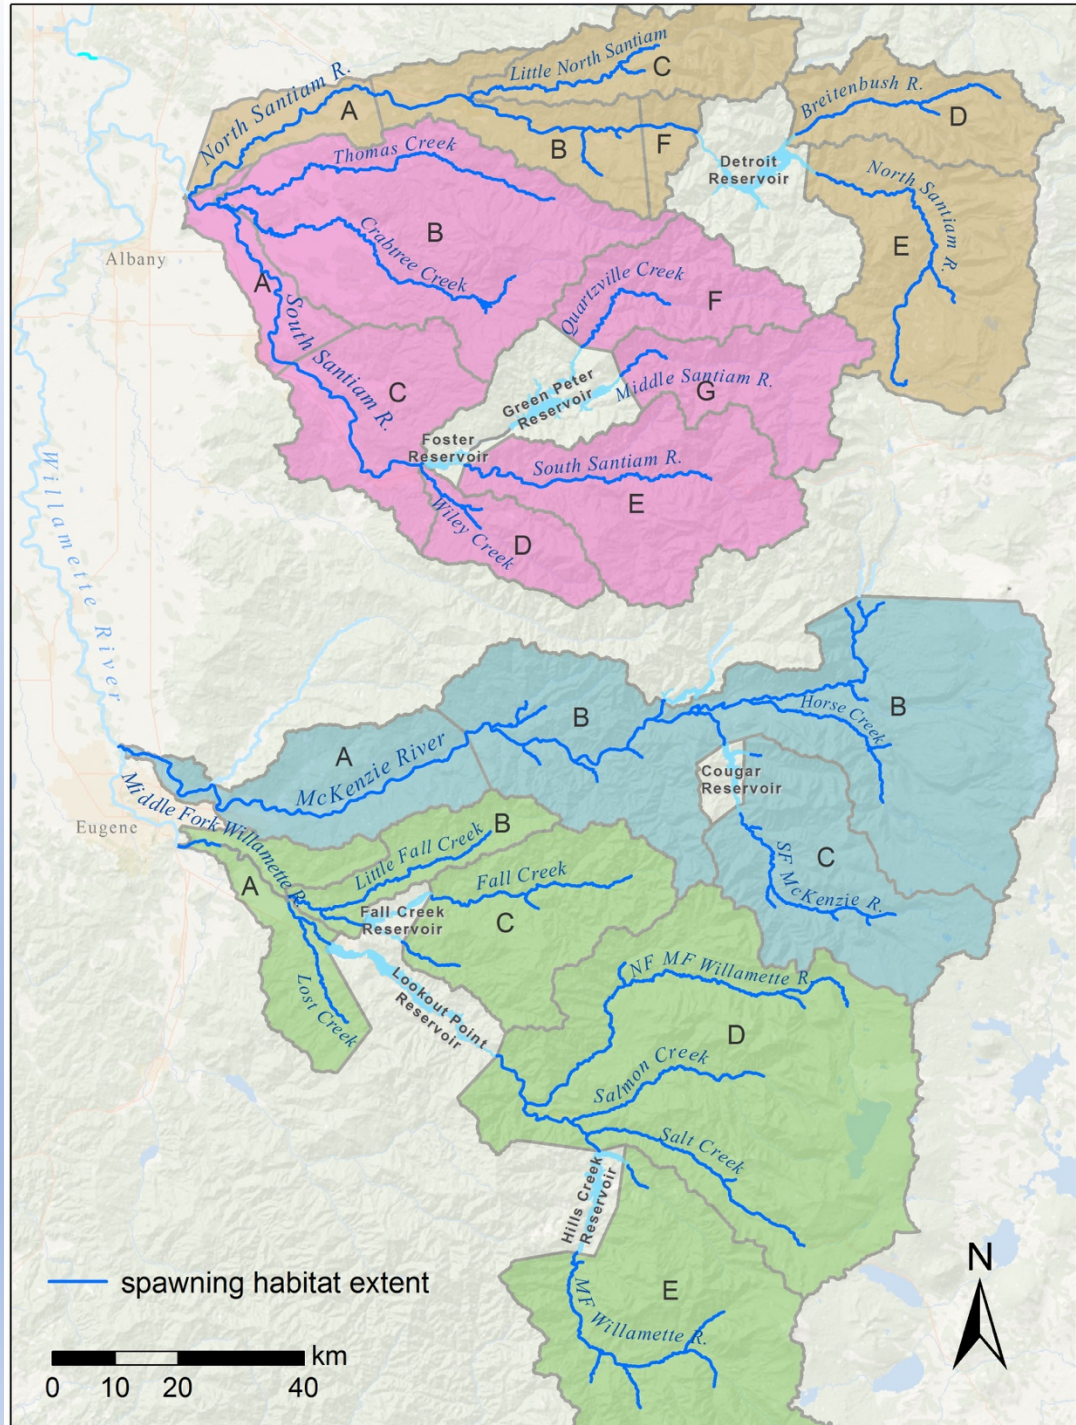 Little North Santiam
C
Breitenbush R.
D
North Santiam R.
A
B
F
Detroit
Reservoir
Thomas Creek
North Santiam R.
E
B
Crabtree Creek
Albany
A
Quartzville Creek
F
South Santiam R.
C
Green Peter
Reservoir
Middle Santiam R.
G
Foster
Reservoir
South Santiam R.
E
Wiley Creek
D
Willamette River
B
Horse Creek
B
A
McKenzie River
Cougar
Reservoir
Middle Fork Willamette R.
Eugene
B
Little Fall Creek
C
SF McKenzie R.
A
Fall Creek
Fall Creek
Reservoir
C
Lost Creek
Lookout Point
Reservoir
NF MF Willamette R.
D
Salmon Creek
Salt Creek
Hills Creek
Reservoir
E
MF Willamette R.
N
spawning habitat extent
km
0 10 20 40